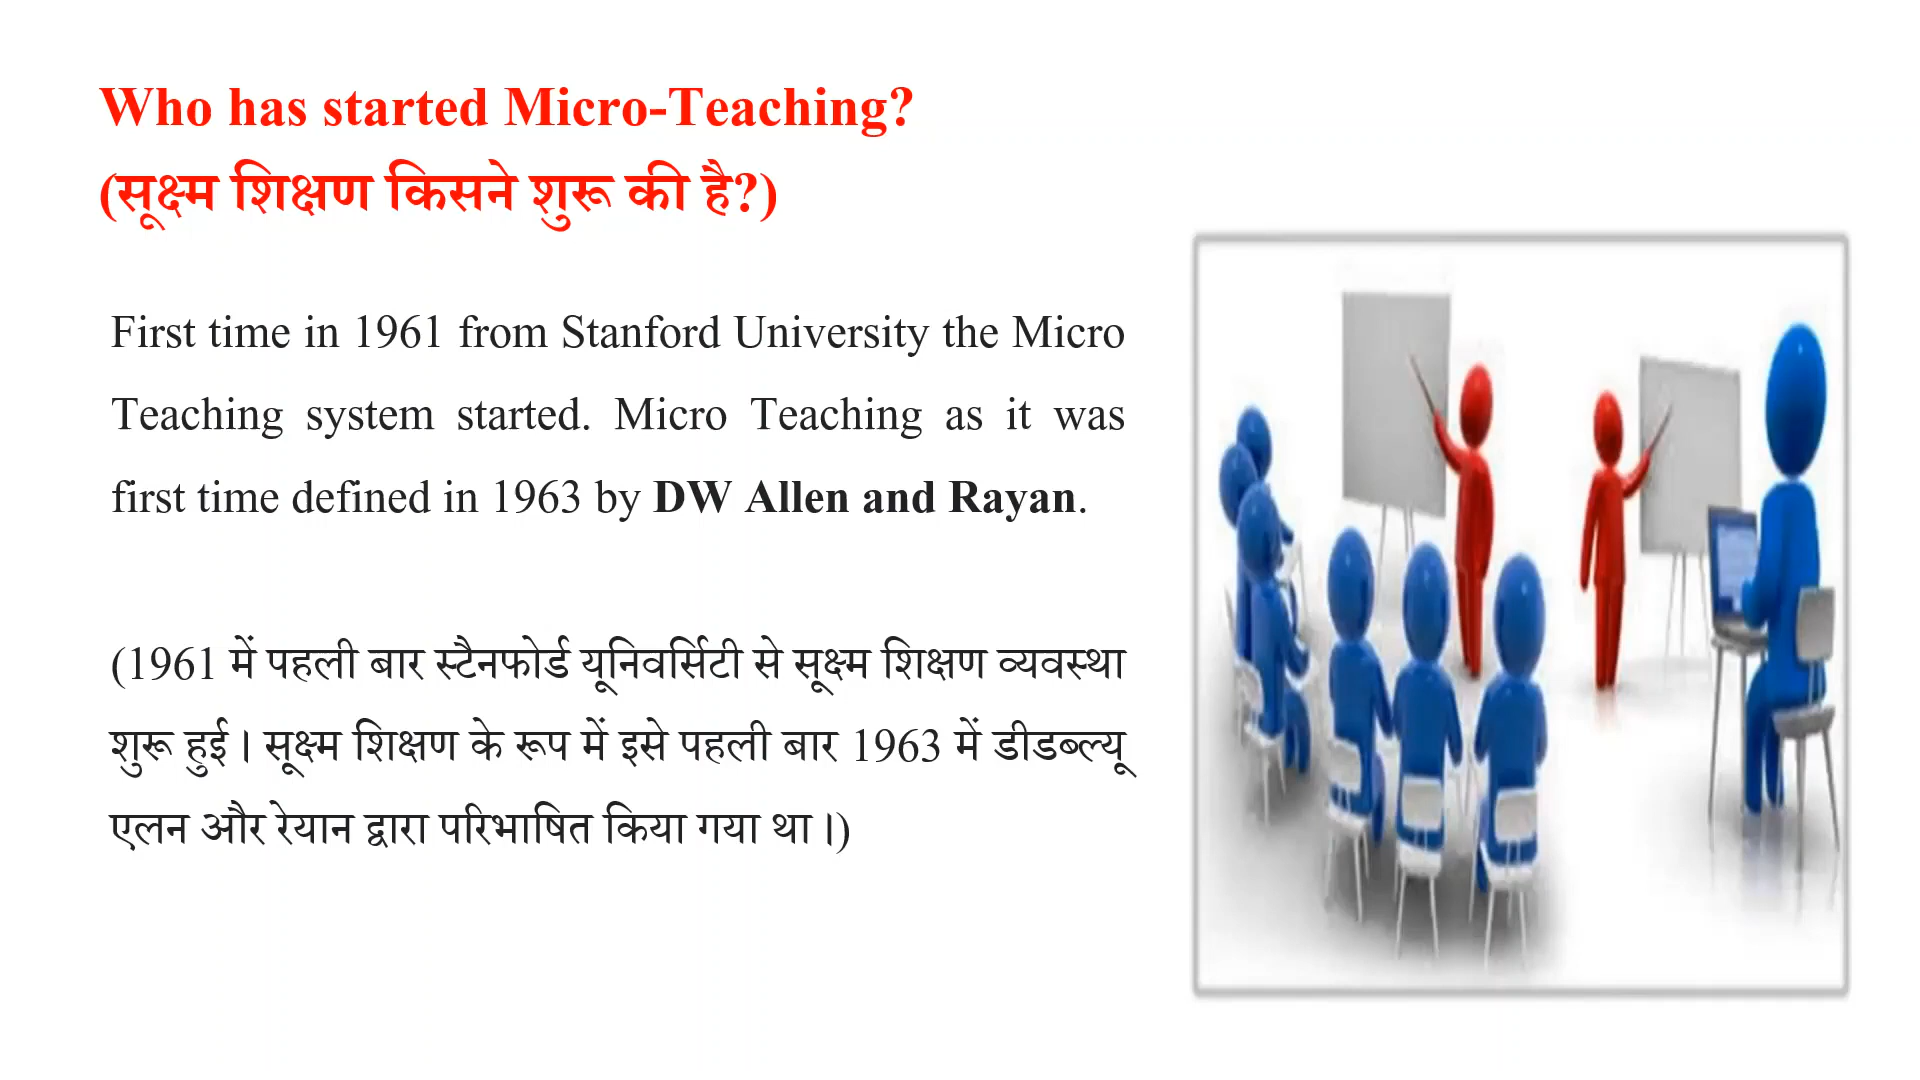 Who has started Micro-Teaching?
(सूक्ष्म शिक्षण किसने शुरू की है?)
First time in 1961 from Stanford University the Micro
Teaching system started. Micro Teaching as it was
first time defined in 1963 by DW Allen and Rayan.
(1961 में पहली बार स्टैनफोर्ड यूनिवर्सिटी से सूक्ष्म शिक्षण व्यवस्था
शुरू हुई। सूक्ष्म शिक्षण के रूप में इसे पहली बार 1963 में डीडब्ल्यू
एलन और रेयान द्वारा परिभाषित किया गया था।)